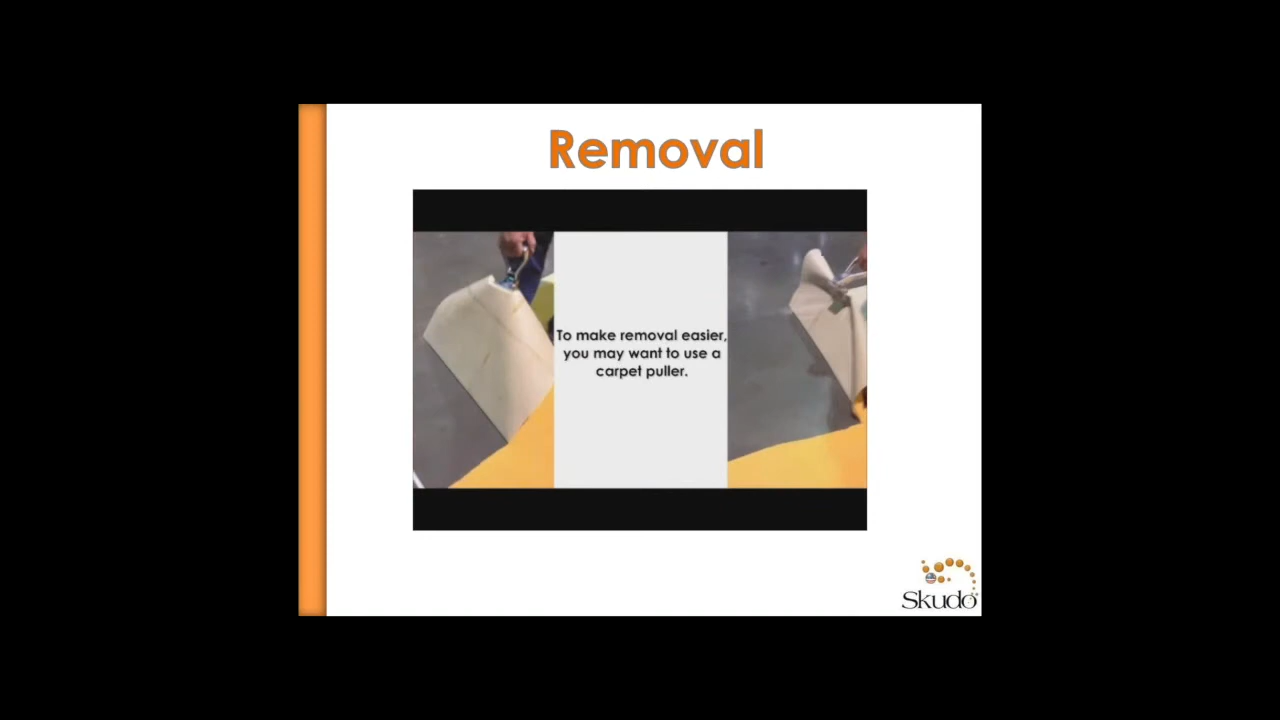 Removal
To make removal easier,
you may want to use a
carpet puller.
Skudo